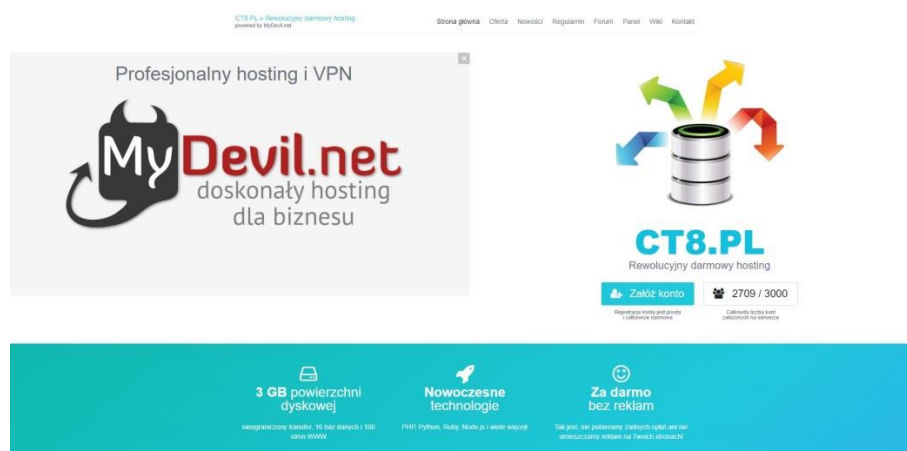 CT8.PL » Rewolucyjny darmowy hosting
powered by MyDevil.net
Strona główna Oferta Nowości Regulamin Forum Panel Wiki Kontakt
Profesjonalny hosting i VPN
MyDevil.net
doskonały hosting
dla biznesu
CT8.PL
Rewolucyjny darmowy hosting
Załóż konto
2709 / 3000
Rejestracja konta jest prosta
i całkowicie darmowa
Całkowita liczba kont
założonych na serwerze
3 GB powierzchni
dyskowej
nieograniczony transfer, 16 baz danych i 100
stron WWW
Nowoczesne
technologie
PHP, Python, Ruby, Node.js i wiele więcej!
Za darmo
bez reklam
Tak jest, nie pobieramy żadnych opłat ani nie
umieszczamy reklam na Twoich stronach!